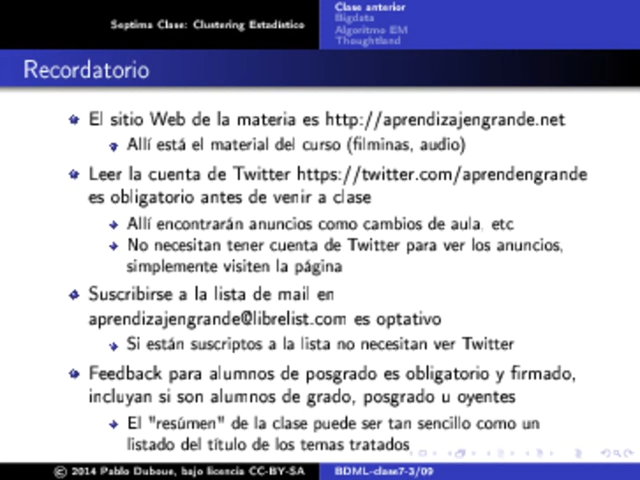 Septima Clase: Clustering Estadístico
Clase anterior
Bigdata
Algoritmo EM
Thoughtland
Recordatorio
El sitio Web de la materia es http://aprendizajengrande.net
Allí está el material del curso (filminas, audio)
Leer la cuenta de Twitter https://twitter.com/aprendengrande
es obligatorio antes de venir a clase
Allí encontrarán anuncios como cambios de aula, etc
No necesitan tener cuenta de Twitter para ver los anuncios,
simplemente visiten la página
Suscribirse a la lista de mail en
aprendizajengrande@librelist.com es optativo
Si están suscriptos a la lista no necesitan ver Twitter
Feedback para alumnos de posgrado es obligatorio y firmado,
incluyan si son alumnos de grado, posgrado u oyentes
El "resúmen" de la clase puede ser tan sencillo como un
listado del título de los temas tratados
© 2014 Pablo Duboue, bajo licencia CC-BY-SA
BDML-clase7-3/09